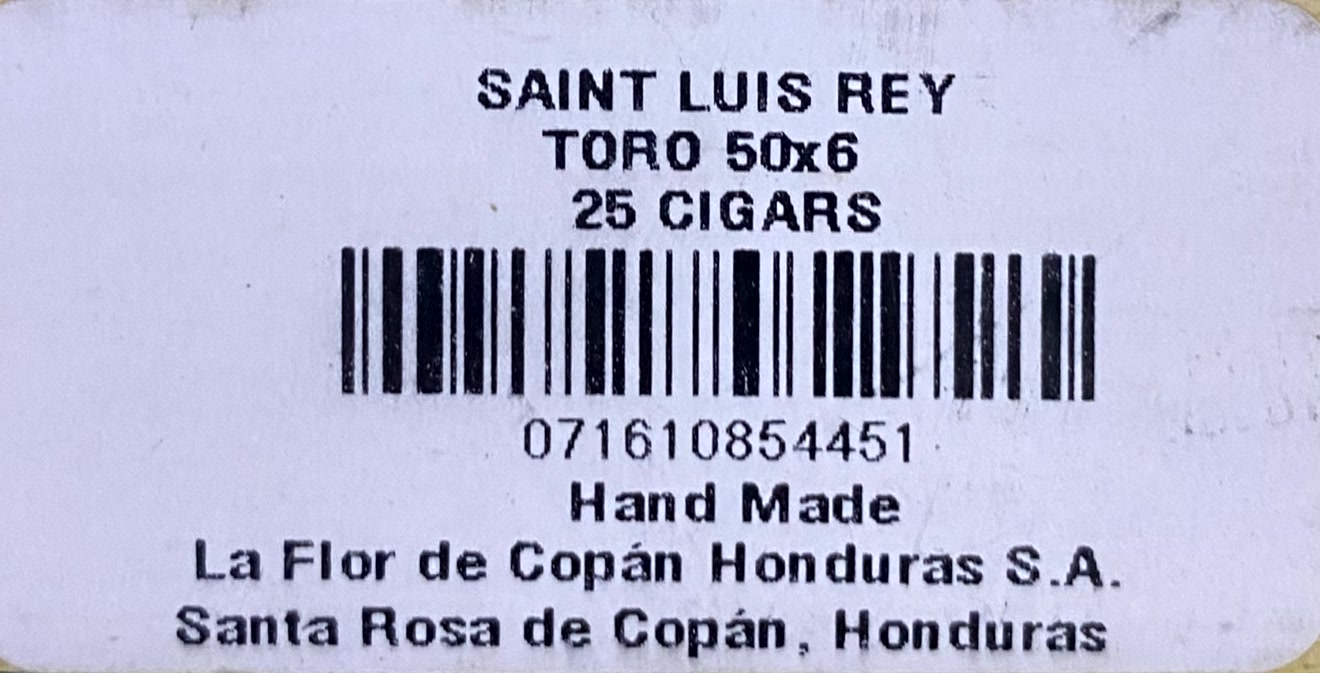 SAINT LUIS REY
TORO 50x6
25 CIGARS
071610854451
Hand Made
La Flor de Copán Honduras S.A.
Santa Rosa de Copán, Honduras